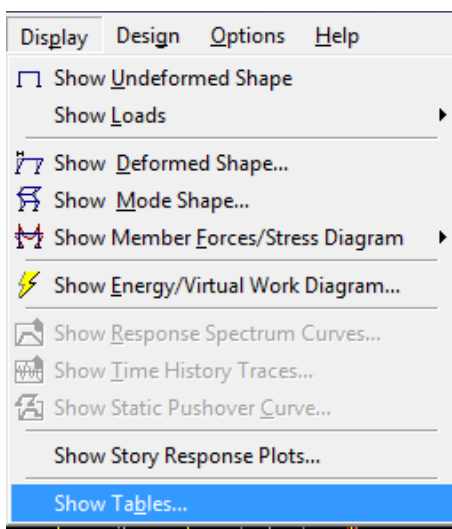 Display Design Options Help
Show Undeformed Shape
Show Loads
Show Deformed Shape...
Show Mode Shape...
Show Member Forces/Stress Diagram
Show Energy/Virtual Work Diagram...
Show Response Spectrum Curves...
Show Time History Traces...
Show Static Pushover Curve...
Show Story Response Plots...
Show Tables...